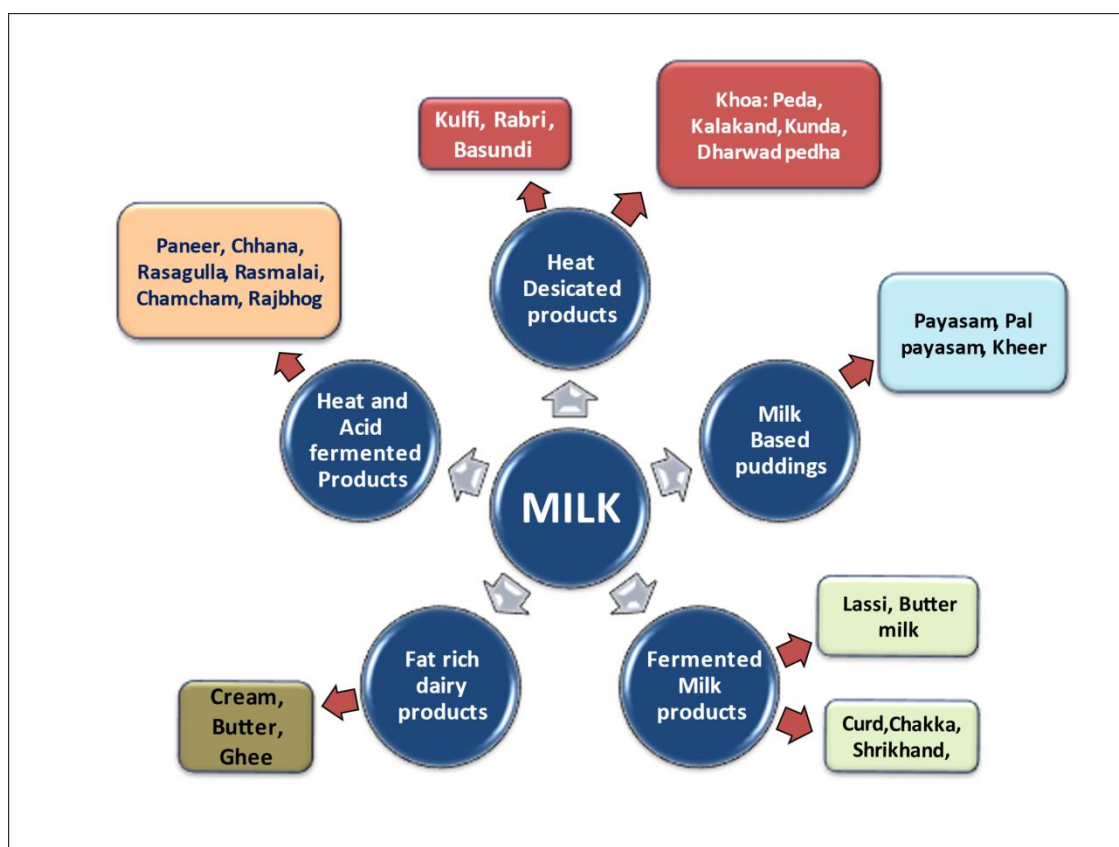 Kulfi, Rabri,
Basundi
Khoa: Peda,
Kalakand, Kunda,
Dharwad pedha
Paneer, Chhana,
Rasagulla, Rasmalai,
Chamcham, Rajbhog
Heat
Desicated
products
Payasam, Pal
payasam, Kheer
Heat and
Acid
fermented
Products
Milk
Based
puddings
MILK
Fat rich
dairy
products
Cream,
Butter,
Ghee
Fermented
Milk
products
Lassi, Butter
milk
Curd,Chakka,
Shrikhand,